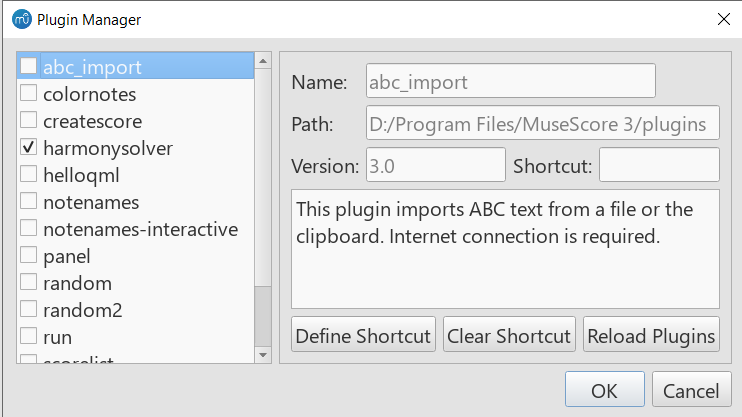 Plugin Manager
abc_import
colornotes
createscore
harmonysolver
helloqml
notenames
notenames-interactive
panel
random
random2
run
scorelist
Name: abc_import
Path: D:/Program Files/MuseScore 3/plugins
Version: 3.0 Shortcut:
This plugin imports ABC text from a file or the
clipboard. Internet connection is required.
Define Shortcut Clear Shortcut Reload Plugins
OK Cancel